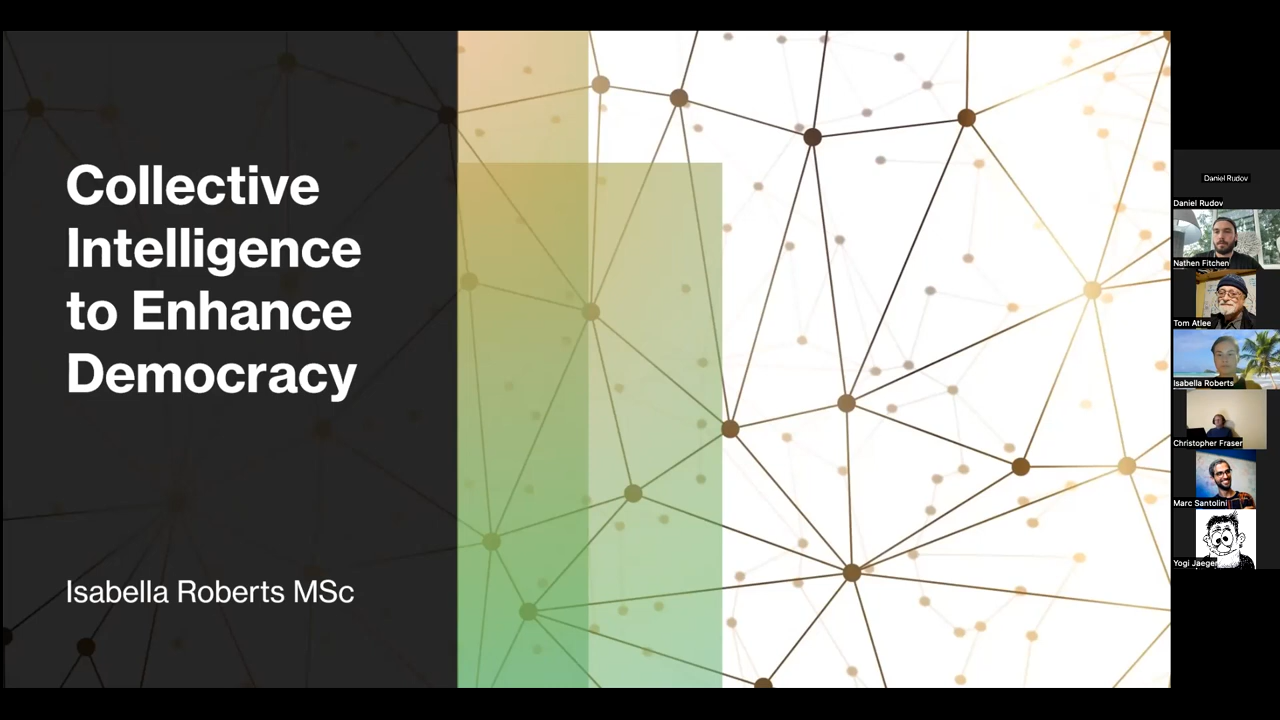 Collective
Intelligence
to Enhance
Democracy
Isabella Roberts MSc
Daniel Rudov
Daniel Rudov
Nathen Fitchen
Tom Atlee
Isabella Roberts
Christopher Fraser
Marc Santolini
Yogi Jaeger